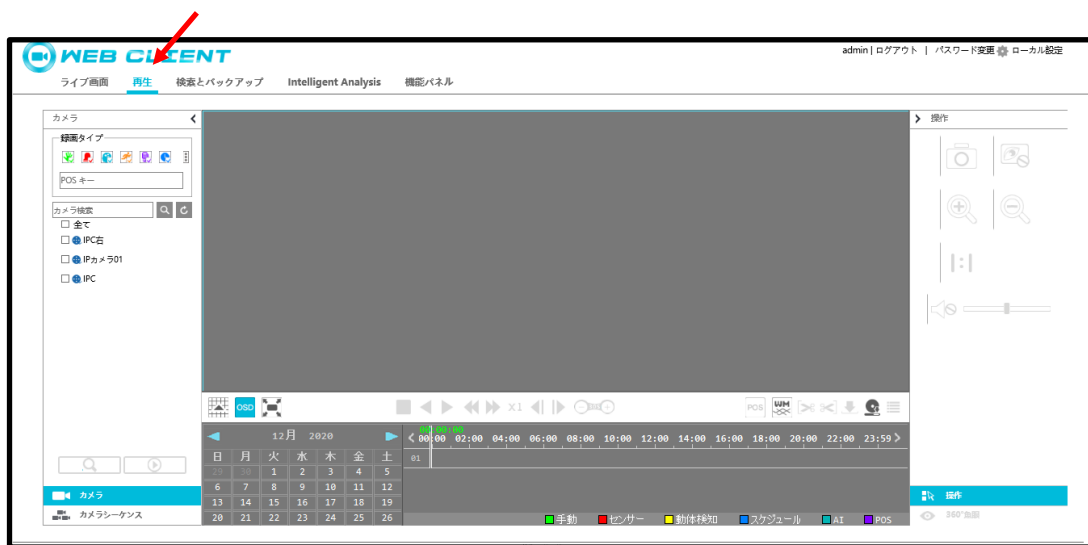 WEB CLIENT
admin | ログアウト | パスワード変更 ローカル設定
ライブ画面 再生 検索とバックアップ Intelligent Analysis 機能パネル
カメラ
操作
録画タイプ
POS キー
カメラ検索
全て
IPC右
IPカメラ01
IPC
OSD
X1
POS
WM
1:1
12月 2020
00:00:00
00:00 02:00 04:00 06:00 08:00 10:00 12:00 14:00 16:00 18:00 20:00 22:00 23:59
日 月 火 水 木 金 土
01
29 30 1 2 3 4 5
6 7 8 9 10 11 12
13 14 15 16 17 18 19
20 21 22 23 24 25 26
カメラ
カメラシーケンス
手動 センサー 動体検知 スケジュール AI POS
操作
360°魚眼